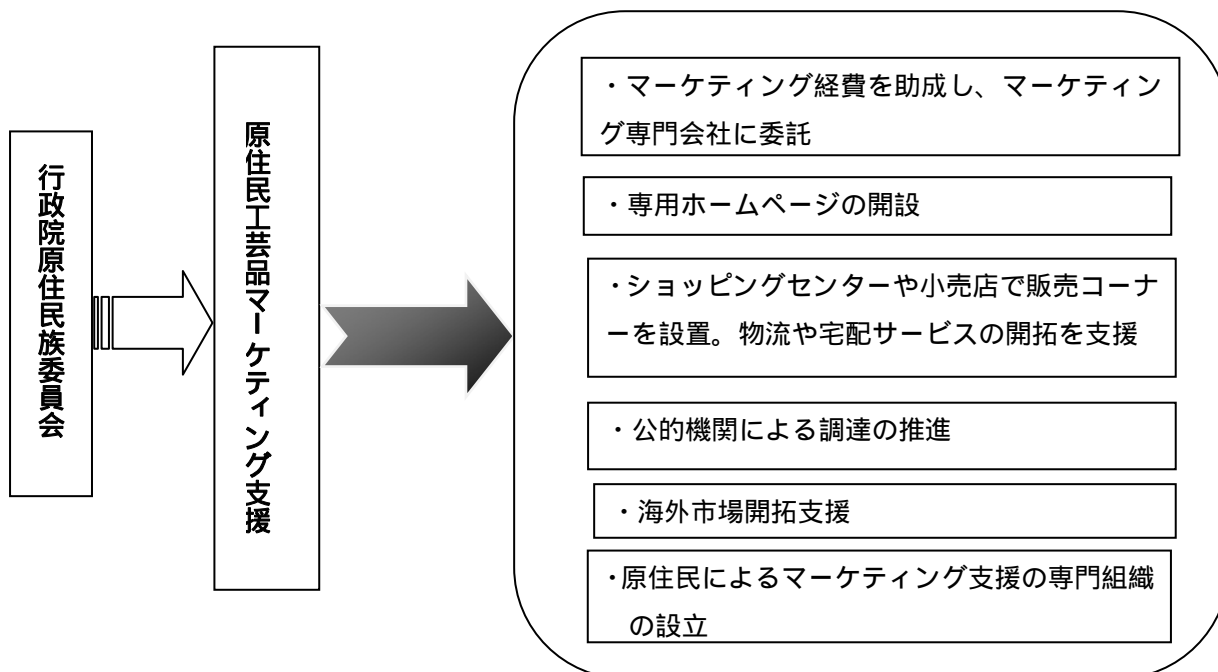 行政院原住民族委員会
原住民工芸品マーケティング支援
・マーケティング経費を助成し、マーケティン
グ専門会社に委託
・専用ホームページの開設
・ショッピングセンターや小売店で販売コーナ
ーを設置。物流や宅配サービスの開拓を支援
・公的機関による調達の推進
・海外市場開拓支援
・原住民によるマーケティング支援の専門組織
の設立